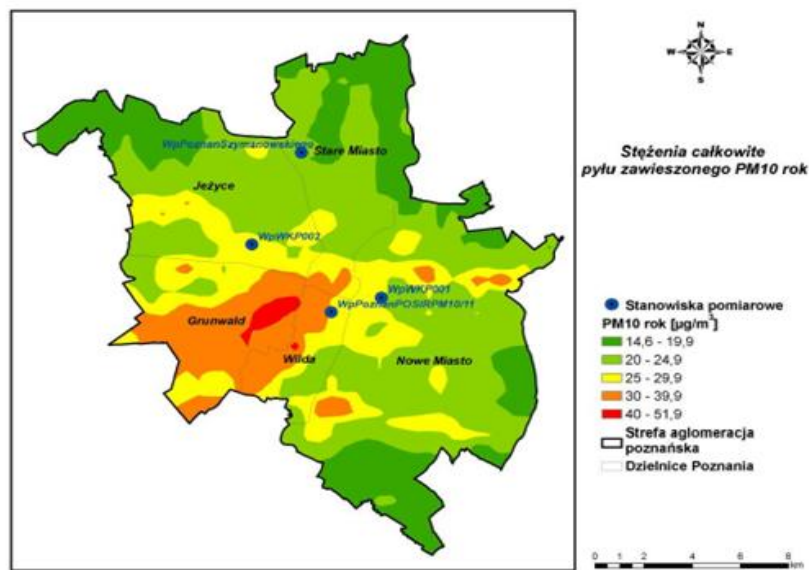 N
W E
S
Stężenia całkowite
pyłu zawieszonego PM10 rok
WpPoznanSzymanowskiego
Stare Miasto
Jeżyce
WpWKP002
WpWKP001
WpPoznanPOSIRPM10/11
Grunwald
Wilda
Nowe Miasto
Stanowiska pomiarowe
PM10 rok [µg/m³]
14,6 - 19,9
20 - 24,9
25 - 29,9
30 - 39,9
40 - 51,9
Strefa aglomeracja
poznańska
Dzielnice Poznania
0 1 2 4 6 8
km